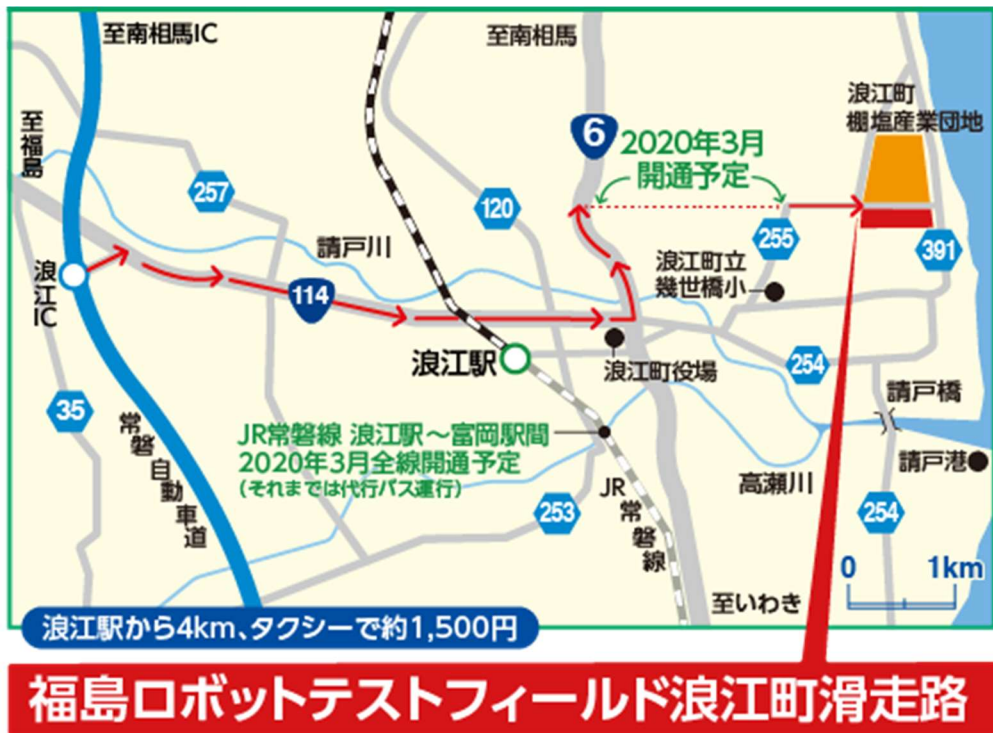 至南相馬IC
至南相馬
浪江町
棚塩産業団地
至福島
6
2020年3月
開通予定
257
120
255
391
請戸川
浪江町立
幾世橋小
浪江IC
114
浪江駅
浪江町役場
254
35
請戸橋
JR常磐線 浪江駅～富岡駅間
2020年3月全線開通予定
(それまでは代行バス運行)
請戸港
高瀬川
常磐自動車道
253
JR常磐線
254
0 1km
至いわき
浪江駅から4km、タクシーで約1,500円
福島ロボットテストフィールド浪江町滑走路